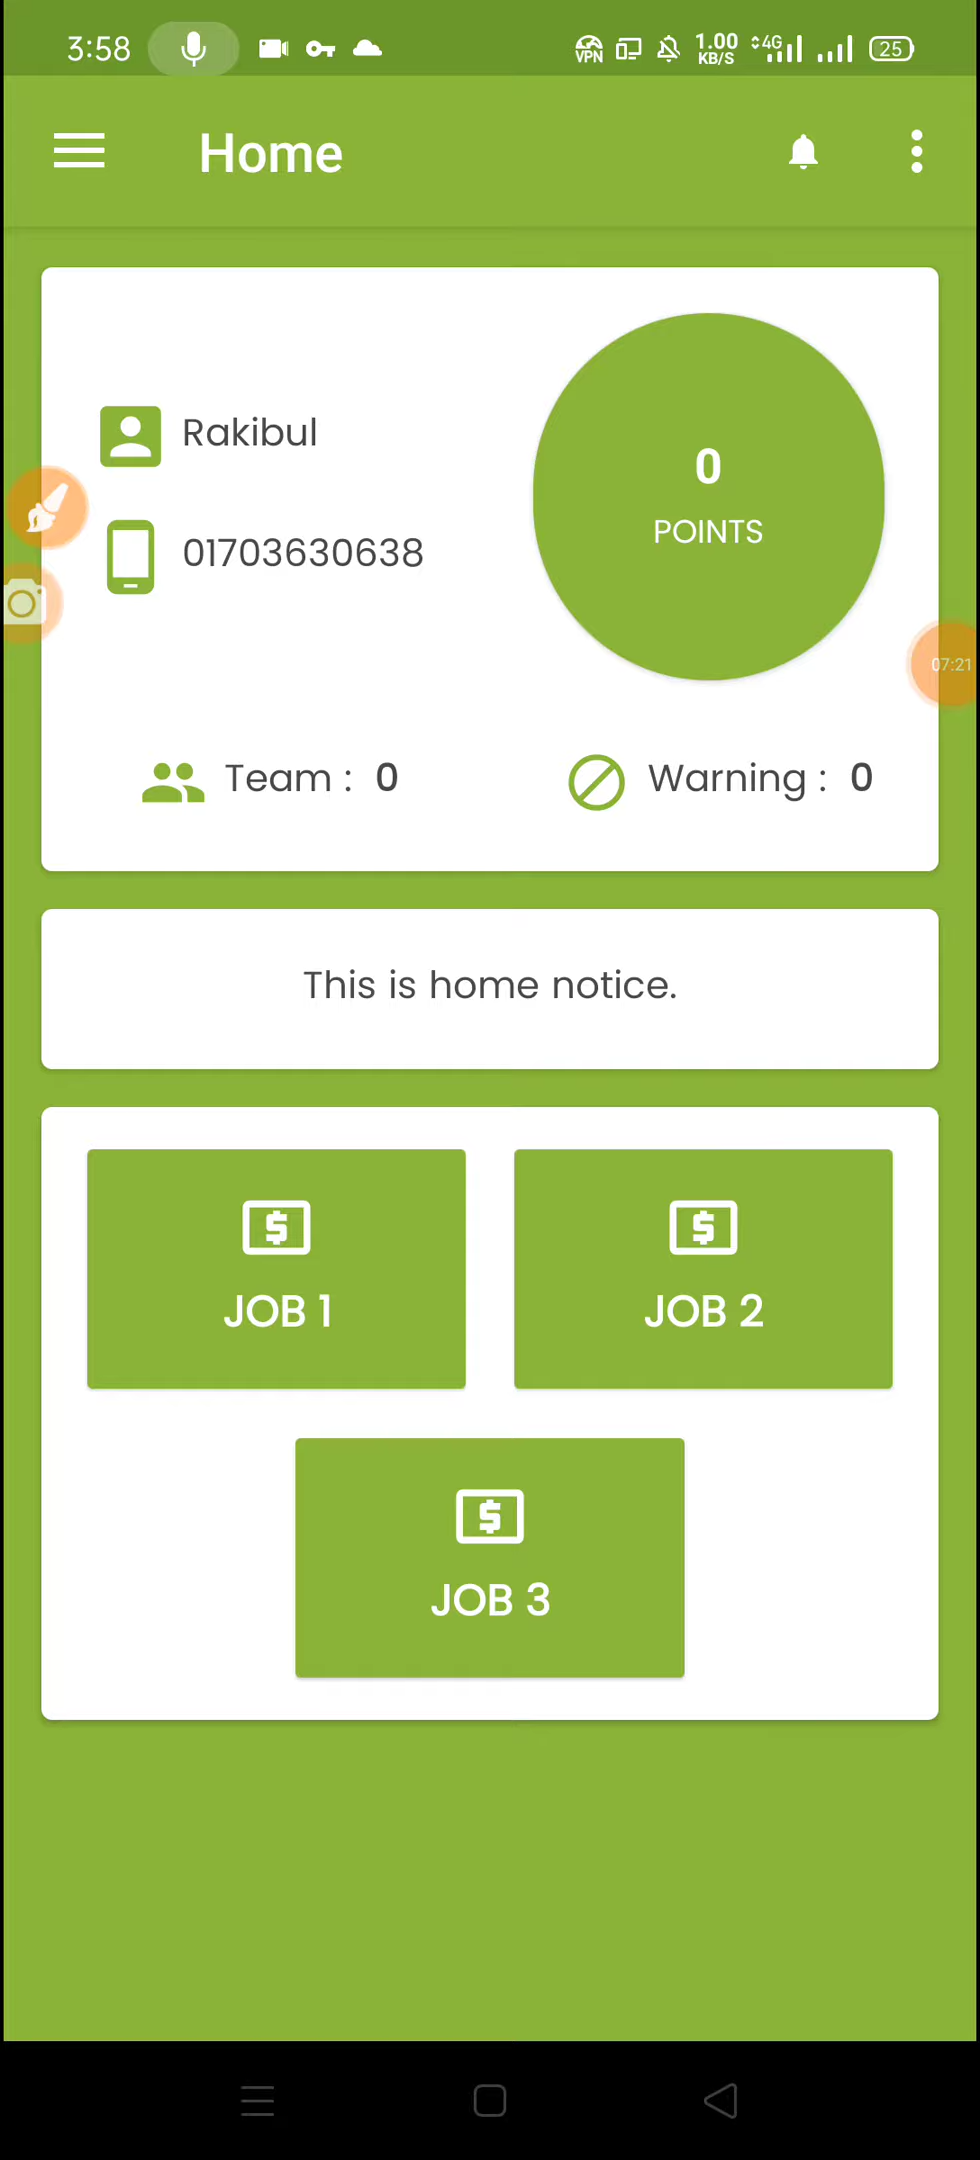 3:58
VPN 1.00 KB/S 4G 25
Home
Rakibul
0
POINTS
01703630638
07:21
Team : 0
Warning : 0
This is home notice.
JOB 1
JOB 2
JOB 3